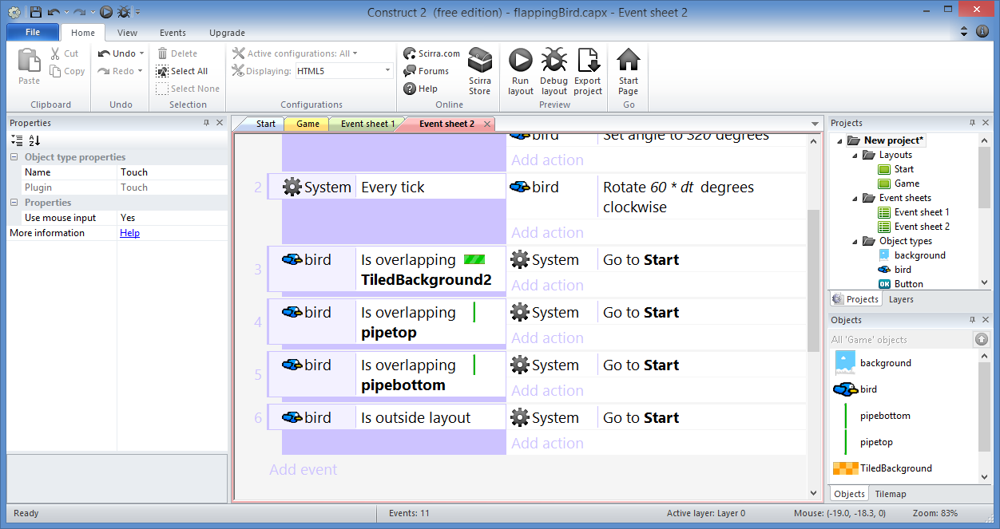 Construct 2 (free edition) - flappingBird.capx - Event sheet 2
File Home View Events Upgrade
Paste Cut Copy
Clipboard
Undo
Redo
Undo
Delete
Select All
Select None
Selection
Active configurations: All
Displaying: HTML5
Configurations
Scirra.com
Forums
Help
Scirra Store
Online
Run layout
Debug layout
Export project
Preview
Start Page
Go
Properties
Object type properties
Name Touch
Plugin Touch
Properties
Use mouse input Yes
More information Help
Start Game Event sheet 1 Event sheet 2
bird Set angle to 320 degrees
Add action
2 System Every tick bird Rotate 60 * dt degrees
clockwise
Add action
3 bird Is overlapping System Go to Start
TiledBackground2 Add action
4 bird Is overlapping System Go to Start
pipetop Add action
5 bird Is overlapping System Go to Start
pipebottom Add action
6 bird Is outside layout System Go to Start
Add action
Add event
Projects
New project*
Layouts
Start
Game
Event sheets
Event sheet 1
Event sheet 2
Object types
background
bird
OK Button
Projects Layers
Objects
All 'Game' objects
background
bird
pipebottom
pipetop
TiledBackground
Objects Tilemap
Ready Events: 11 Active layer: Layer 0 Mouse: (-19.0, -18.3, 0) Zoom: 83%